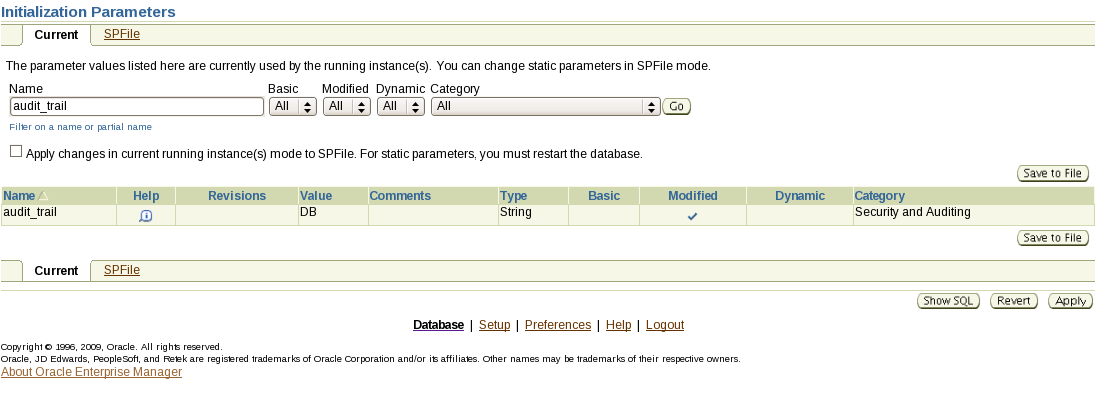 Initialization Parameters
Current SPFile
The parameter values listed here are currently used by the running instance(s). You can change static parameters in SPFile mode.
Name Basic Modified Dynamic Category
audit_trail All All All All Go
Filter on a name or partial name
Apply changes in current running instance(s) mode to SPFile. For static parameters, you must restart the database.
Save to File
Name Help Revisions Value Comments Type Basic Modified Dynamic Category
audit_trail DB String Security and Auditing
Save to File
Current SPFile
Show SQL Revert Apply
Database | Setup | Preferences | Help | Logout
Copyright © 1996, 2009, Oracle. All rights reserved.
Oracle, JD Edwards, PeopleSoft, and Retek are registered trademarks of Oracle Corporation and/or its affiliates. Other names may be trademarks of their respective owners.
About Oracle Enterprise Manager